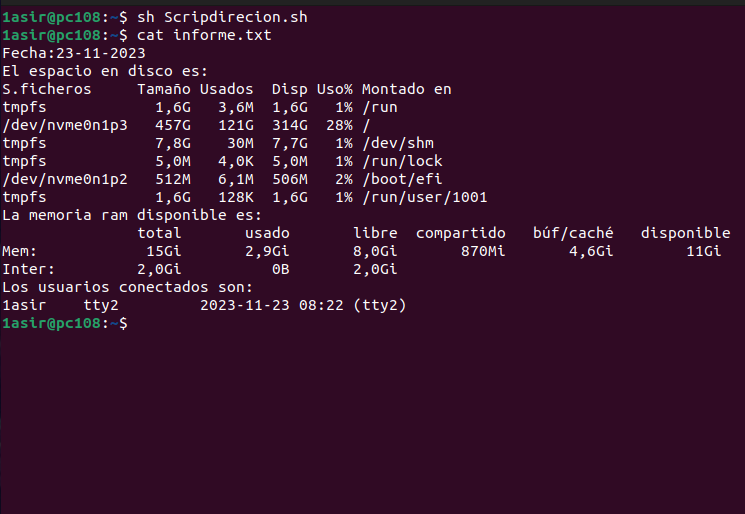 1asir@pc108:~$ sh Scripdirecion.sh
1asir@pc108:~$ cat informe.txt
Fecha:23-11-2023
El espacio en disco es:
S.ficheros     Tamaño Usados  Disp Uso% Montado en
tmpfs            1,6G   3,6M  1,6G   1% /run
/dev/nvme0n1p3   457G   121G  314G  28% /
tmpfs            7,8G    30M  7,7G   1% /dev/shm
tmpfs            5,0M   4,0K  5,0M   1% /run/lock
/dev/nvme0n1p2   512M   6,1M  506M   2% /boot/efi
tmpfs            1,6G   128K  1,6G   1% /run/user/1001
La memoria ram disponible es:
               total       usado       libre  compartido   búf/caché   disponible
Mem:            15Gi       2,9Gi       8,0Gi       870Mi       4,6Gi        11Gi
Inter:         2,0Gi          0B       2,0Gi
Los usuarios conectados son:
1asir    tty2         2023-11-23 08:22 (tty2)
1asir@pc108:~$